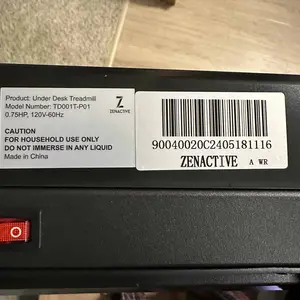 Product: Under Desk Treadmill
Model Number: TD001T-P01
0.75HP, 120V-60Hz
Z
ZENACTIVE
CAUTION
FOR HOUSEHOLD USE ONLY
DO NOT IMMERSE IN ANY LIQUID
Made in China
90040020C2405181116
ZENACTIVE A WR